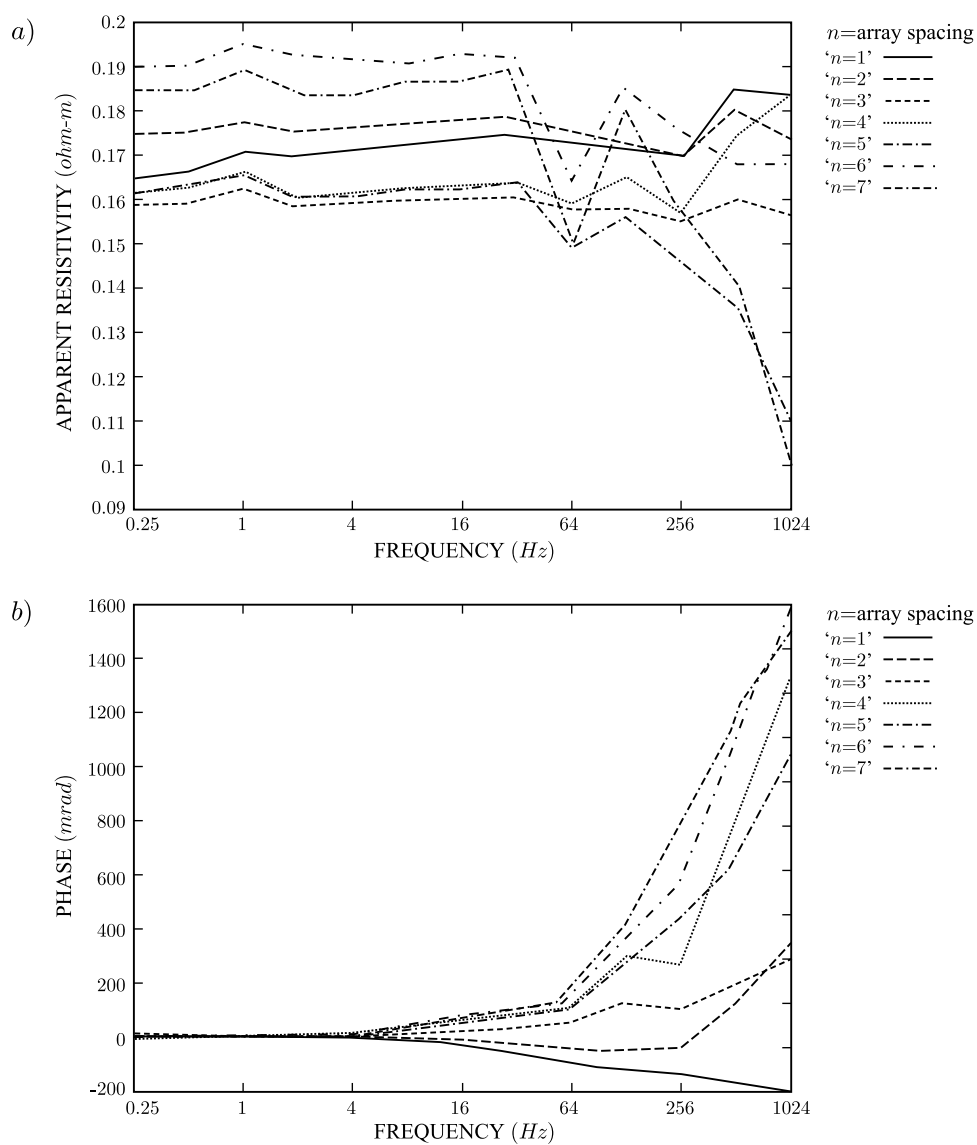 a)
0.2
0.19
0.18
0.17
0.16
0.15
0.14
0.13
0.12
0.11
0.1
0.09
APPARENT RESISTIVITY (ohm-m)
0.25 1 4 16 64 256 1024
FREQUENCY (Hz)
n=array spacing
‘n=1’
‘n=2’
‘n=3’
‘n=4’
‘n=5’
‘n=6’
‘n=7’
b)
1600
1400
1200
1000
800
600
400
200
0
-200
PHASE (mrad)
0.25 1 4 16 64 256 1024
FREQUENCY (Hz)
n=array spacing
‘n=1’
‘n=2’
‘n=3’
‘n=4’
‘n=5’
‘n=6’
‘n=7’